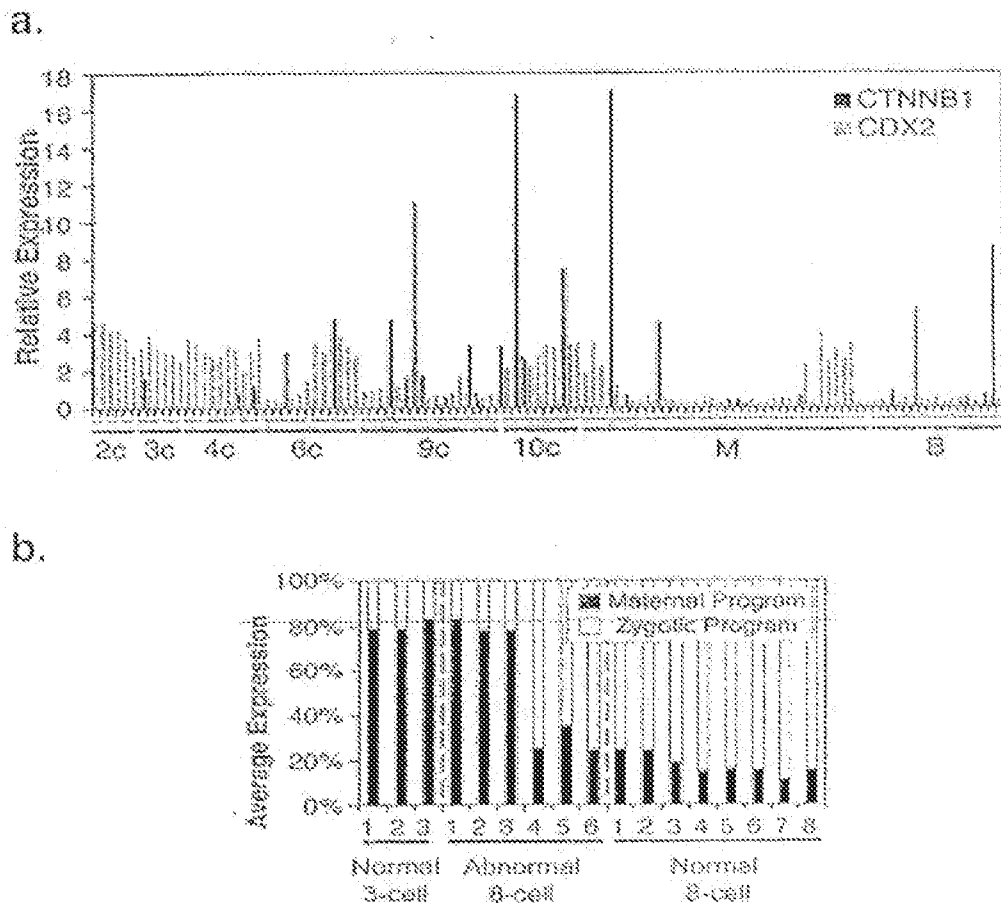 a.
18
16
14
12
10
8
6
4
2
0
Relative Expression
CTNNB1
CDX2
2c 3c 4c 6c 9c 10c M B
b.
100%
80%
60%
40%
20%
0%
Average Expression
Maternal Program
Zygotic Program
1 2 3 1 2 3 4 5 6 1 2 3 4 5 6 7 8
Normal Abnormal Normal
3-cell 6-cell 8-cell